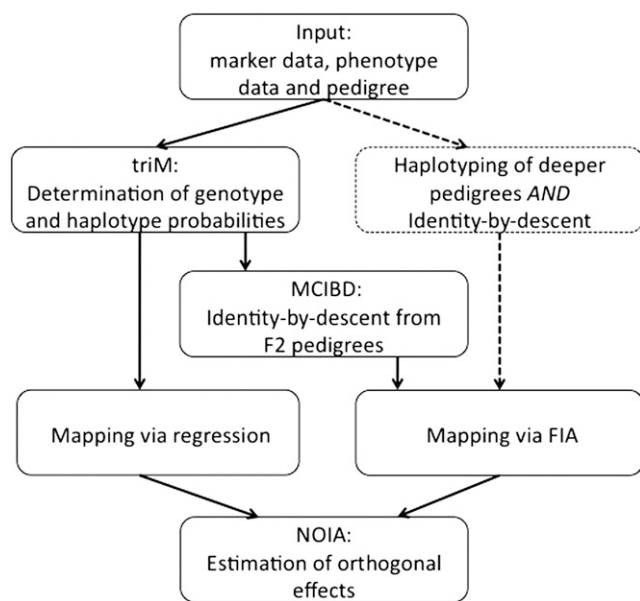 Input:
marker data, phenotype
data and pedigree
triM:
Determination of genotype
and haplotype probabilities
Haplotyping of deeper
pedigrees AND
Identity-by-descent
MCIBD:
Identity-by-descent from
F2 pedigrees
Mapping via regression
Mapping via FIA
NOIA:
Estimation of orthogonal
effects